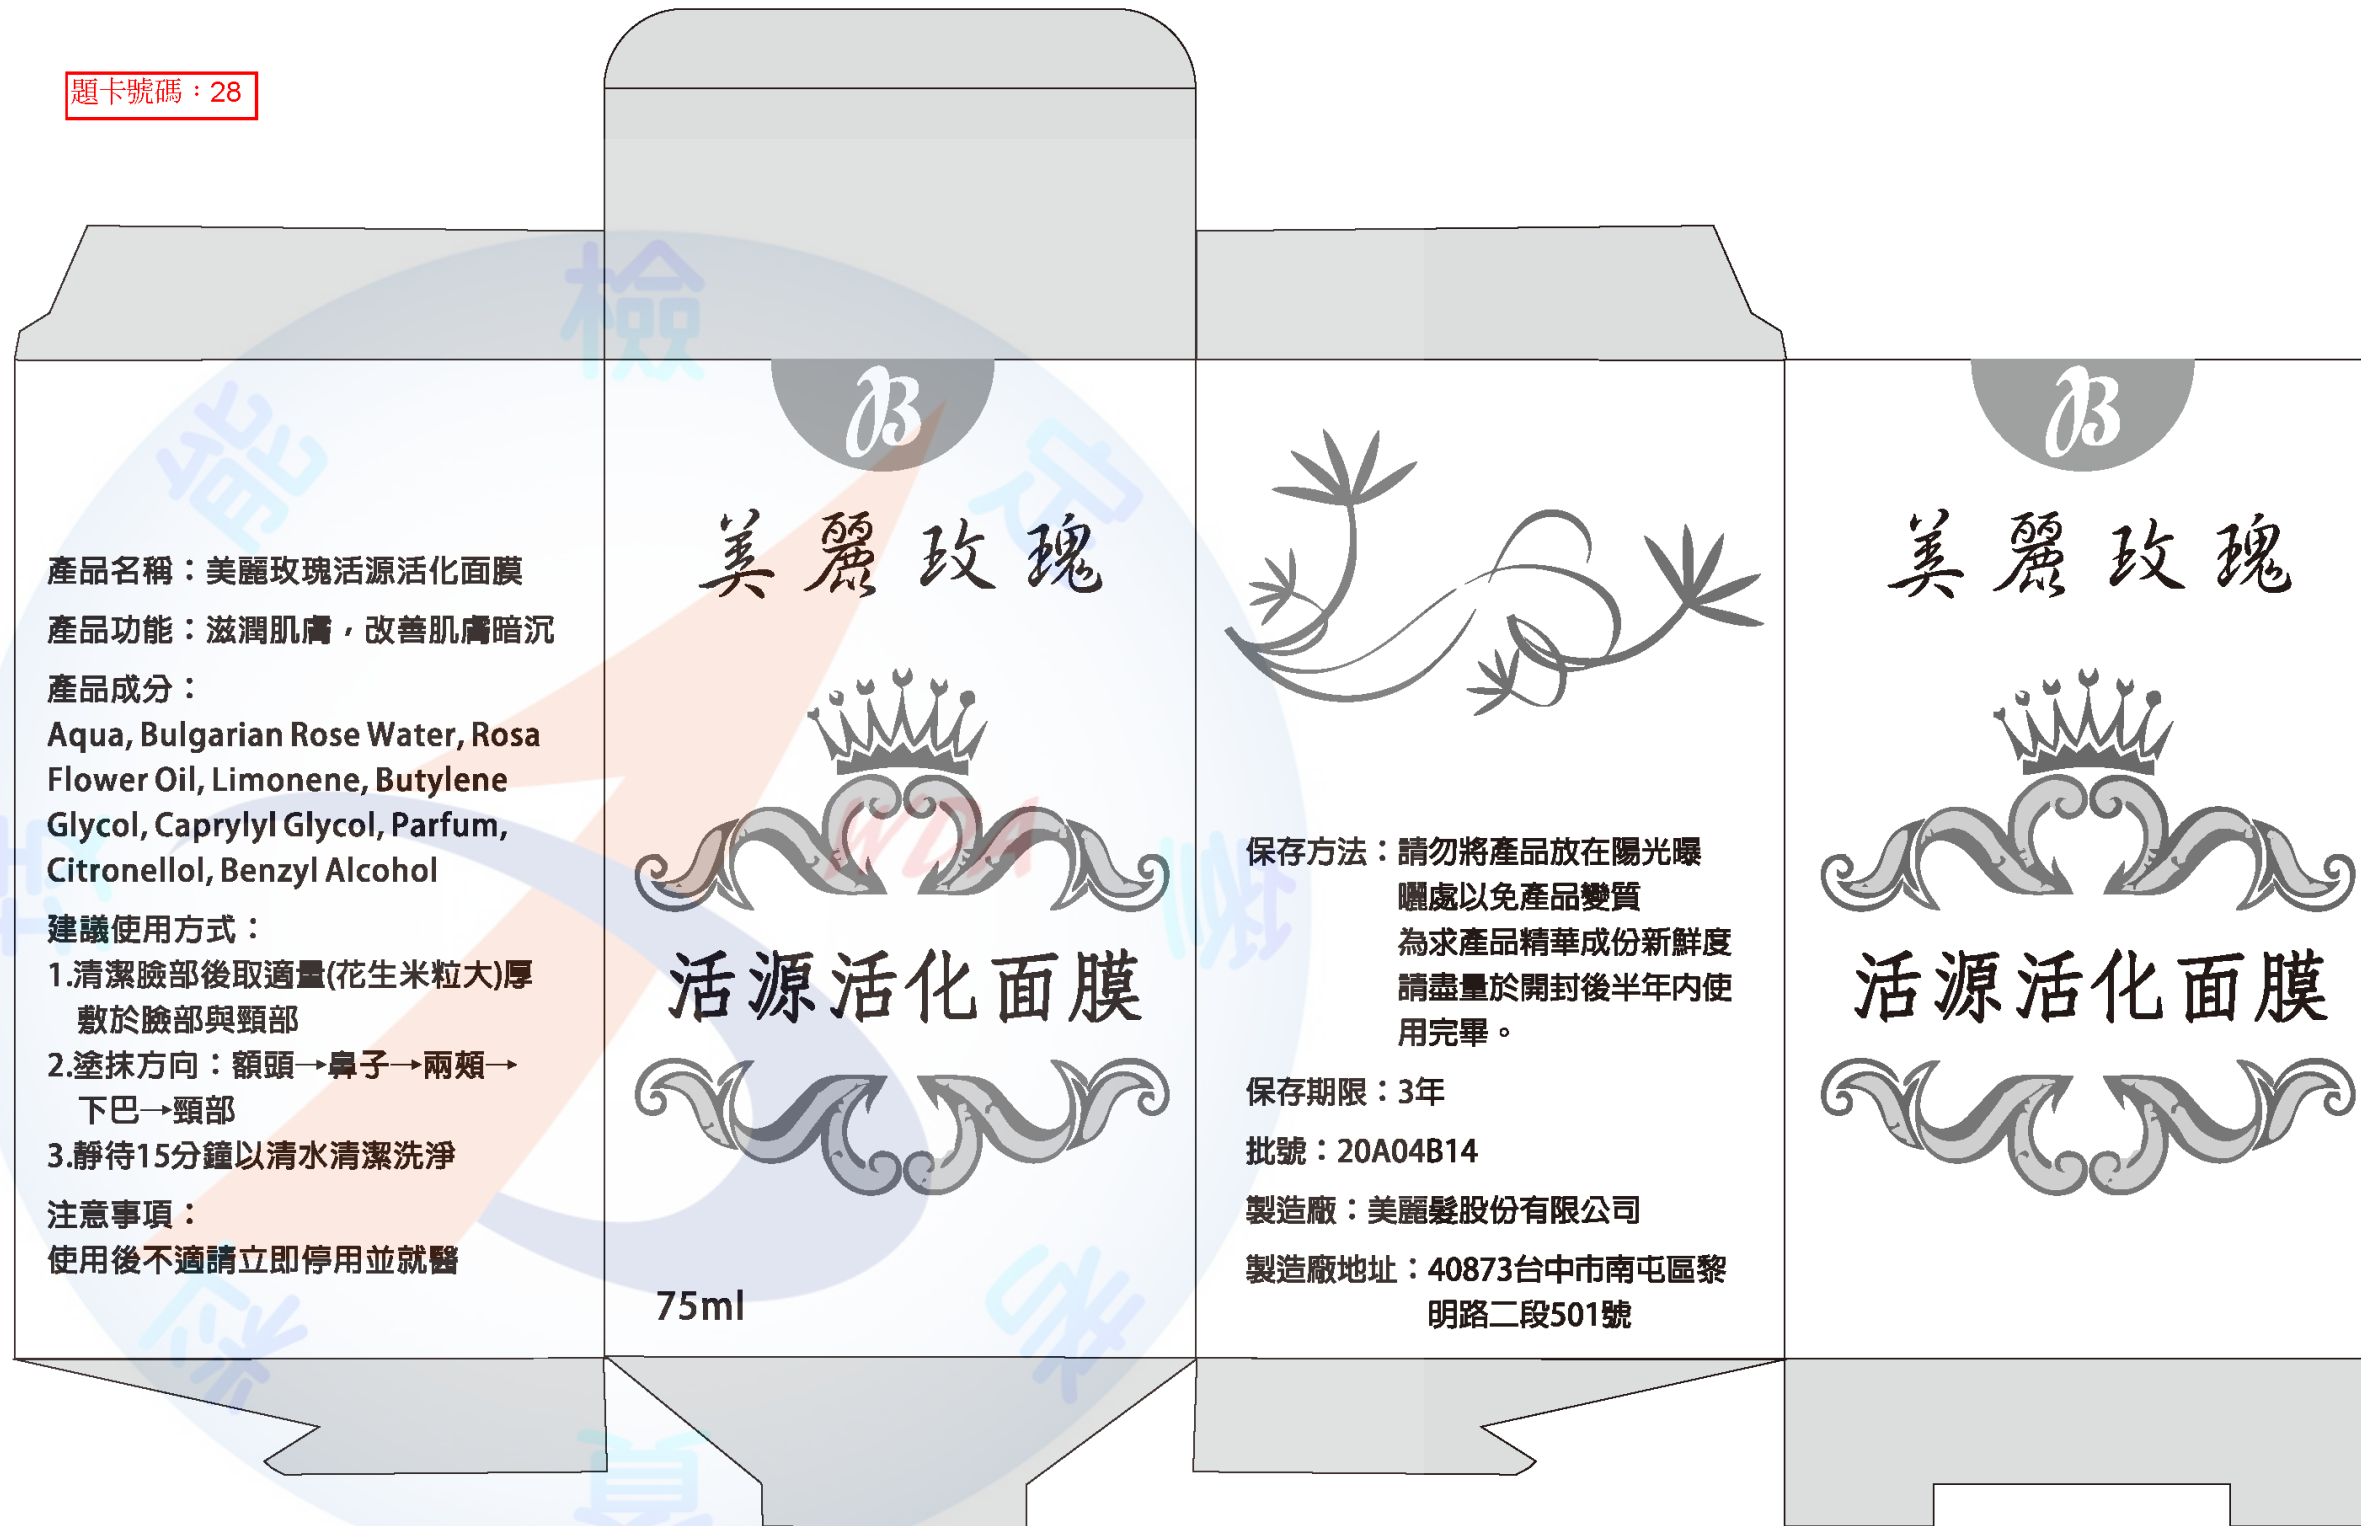 題卡號碼：28
產品名稱：美麗玫瑰活源活化面膜
產品功能：滋潤肌膚，改善肌膚暗沉
產品成分：
Aqua, Bulgarian Rose Water, Rosa
Flower Oil, Limonene, Butylene
Glycol, Caprylyl Glycol, Parfum,
Citronellol, Benzyl Alcohol
建議使用方式：
1.清潔臉部後取適量(花生米粒大)厚
敷於臉部與頸部
2.塗抹方向：額頭→鼻子→兩頰→
下巴→頸部
3.靜待15分鐘以清水清潔洗淨
注意事項：
使用後不適請立即停用並就醫
B
美麗玫瑰
活源活化面膜
75ml
保存方法：請勿將產品放在陽光曝
曬處以免產品變質
為求產品精華成份新鮮度
請盡量於開封後半年內使
用完畢。
保存期限：3年
批號：20A04B14
製造廠：美麗髮股份有限公司
製造廠地址：40873台中市南屯區黎
明路二段501號
B
美麗玫瑰
活源活化面膜
WDA
技能檢定